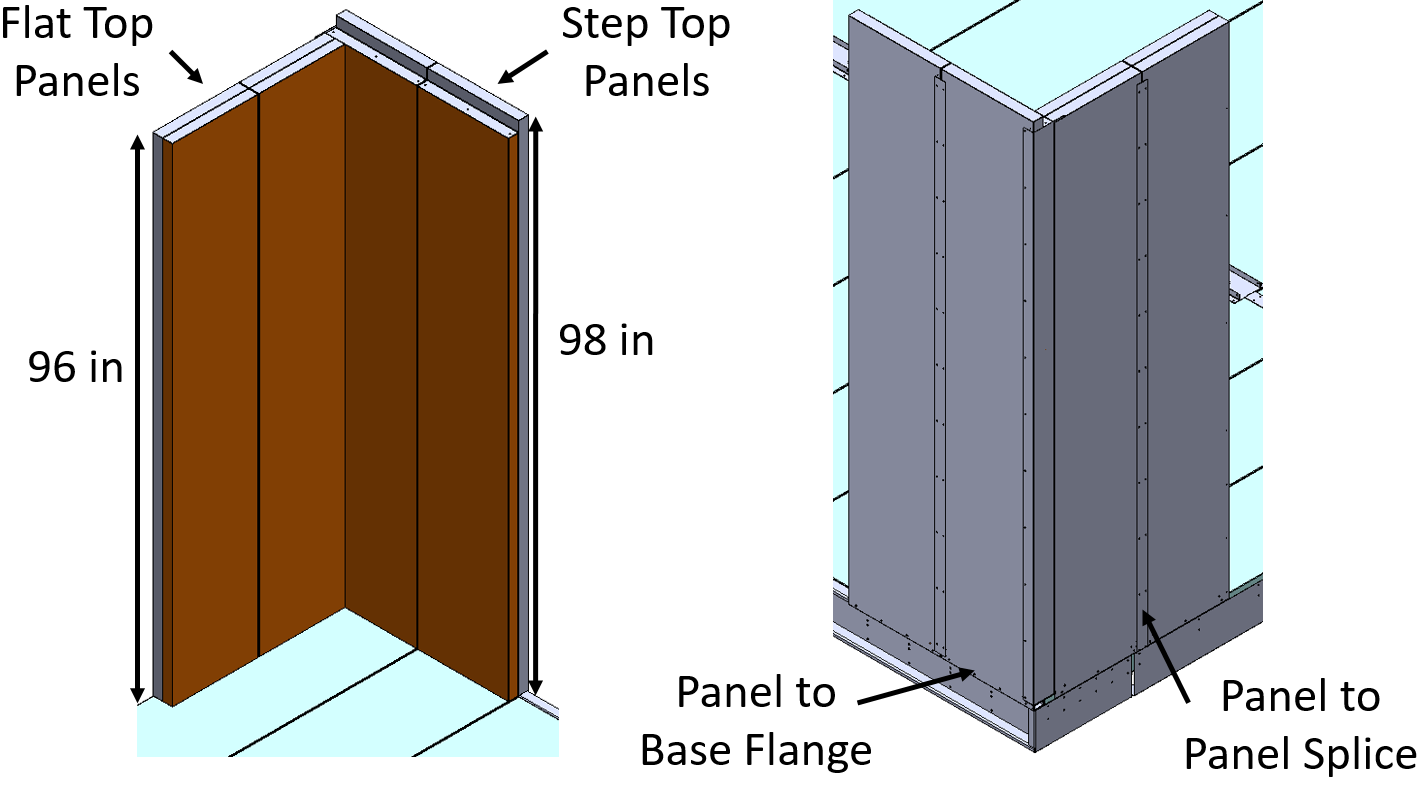 Flat Top
Panels
Step Top
Panels
96 in
98 in
Panel to
Base Flange
Panel to
Panel Splice